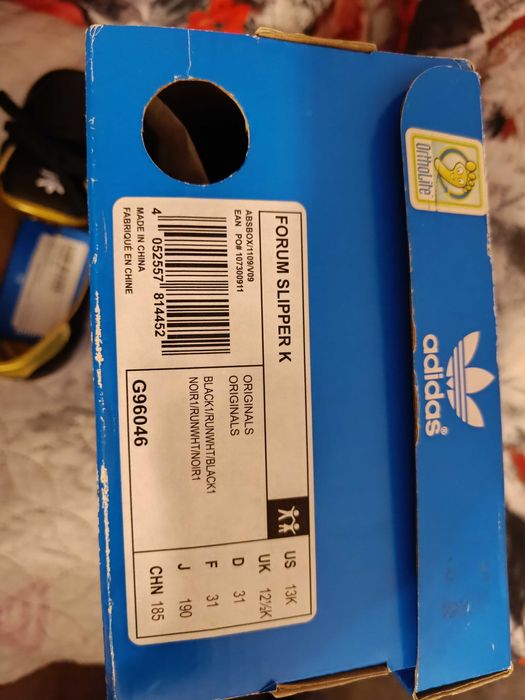 OrthoLite
adidas®
FORUM SLIPPER K
ABSBOX/1109/V09
EAN PO# 107300911
4 052557 814452
MADE IN CHINA
FABRIQUÉ EN CHINE
ORIGINALS
ORIGINALS
BLACK1/RUNWHT/BLACK1
NOIR1/RUNWHT/NOIR1
G96046
US 13K
UK 12½K
D 31
F 31
J 190
CHN 185